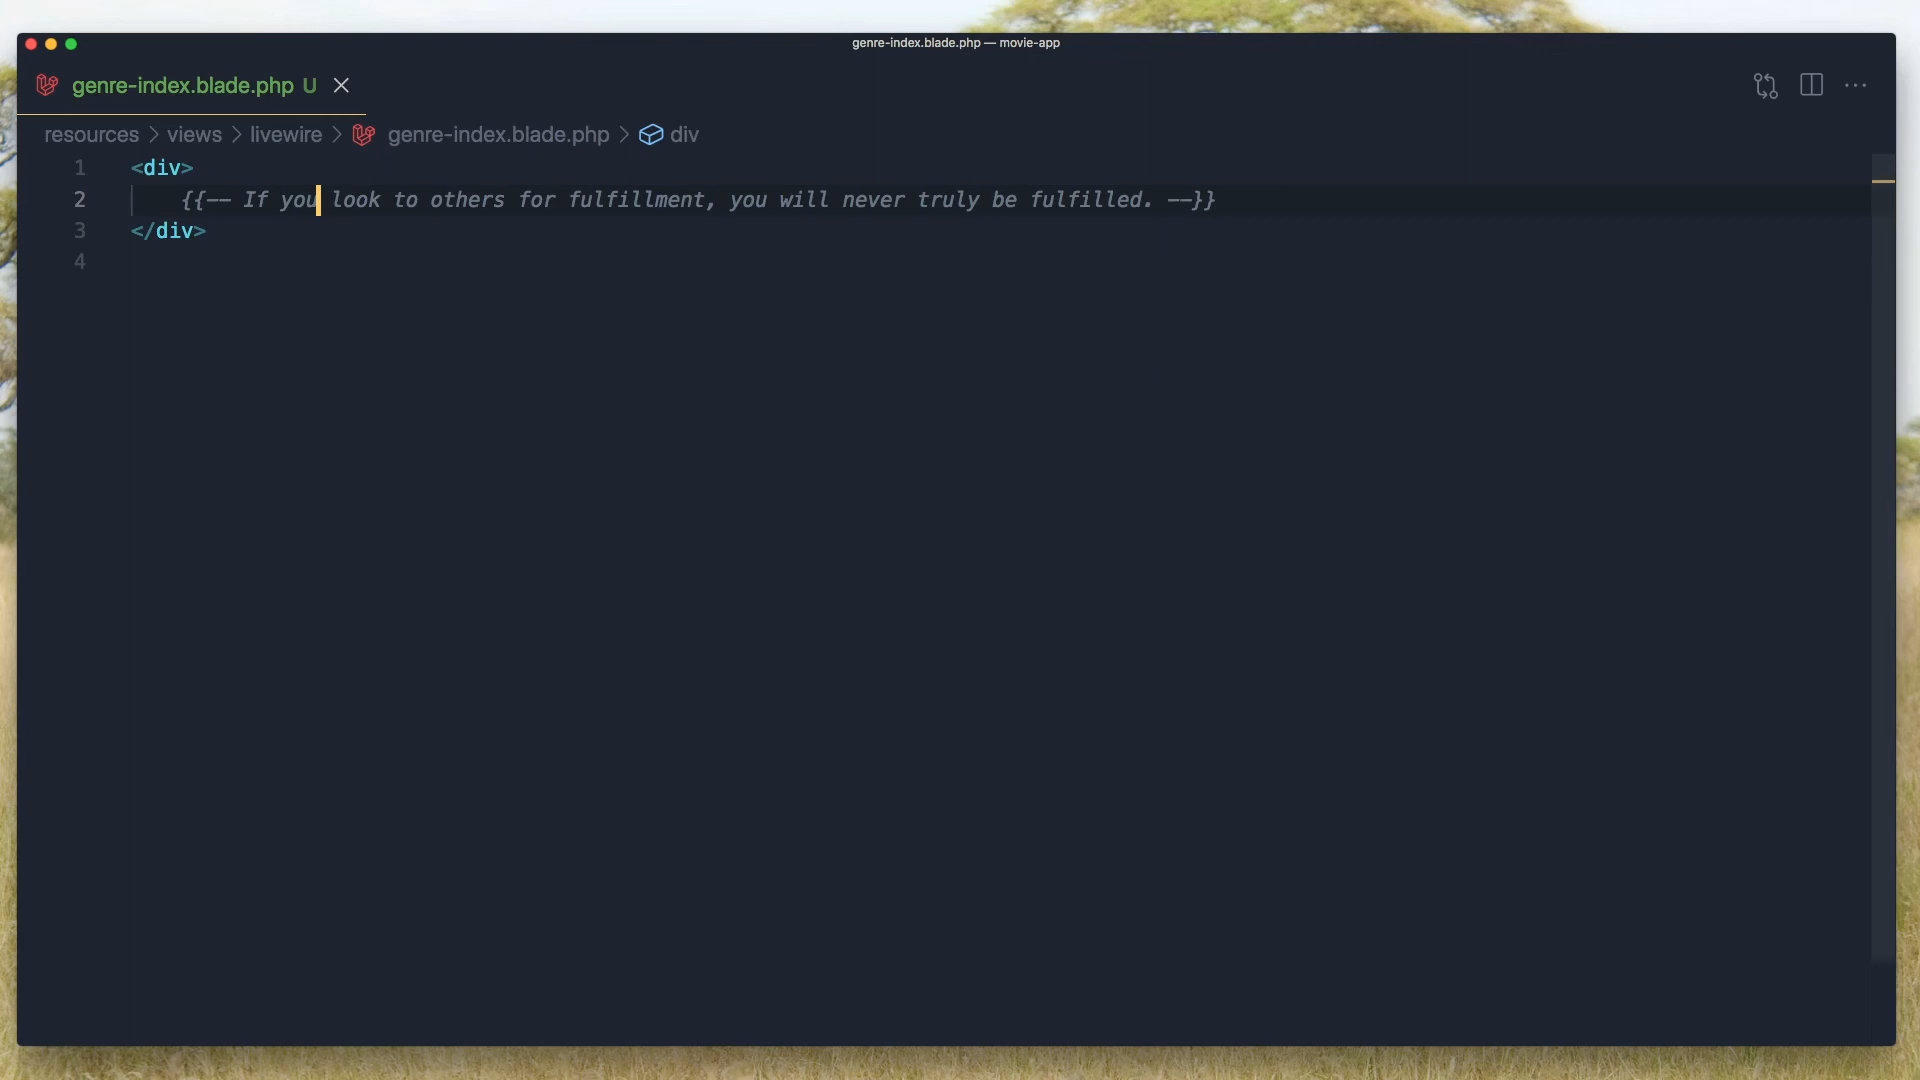 genre-index.blade.php — movie-app
genre-index.blade.php U
resources > views > livewire > genre-index.blade.php > div
1 <div>
2 {{-- If you look to others for fulfillment, you will never truly be fulfilled. --}}
3 </div>
4